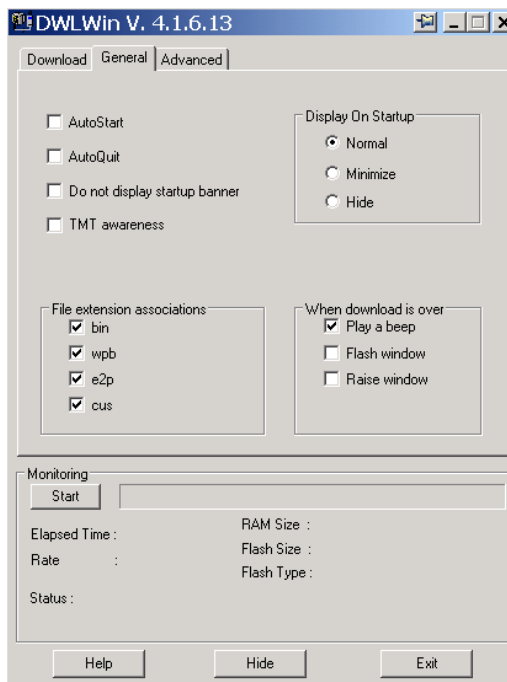 DWLWin V. 4.1.6.13
Download General Advanced
AutoStart
AutoQuit
Do not display startup banner
TMT awareness
Display On Startup
Normal
Minimize
Hide
File extension associations
bin
wpb
e2p
cus
When download is over
Play a beep
Flash window
Raise window
Monitoring
Start
Elapsed Time :
Rate :
Status :
RAM Size :
Flash Size :
Flash Type :
Help Hide Exit